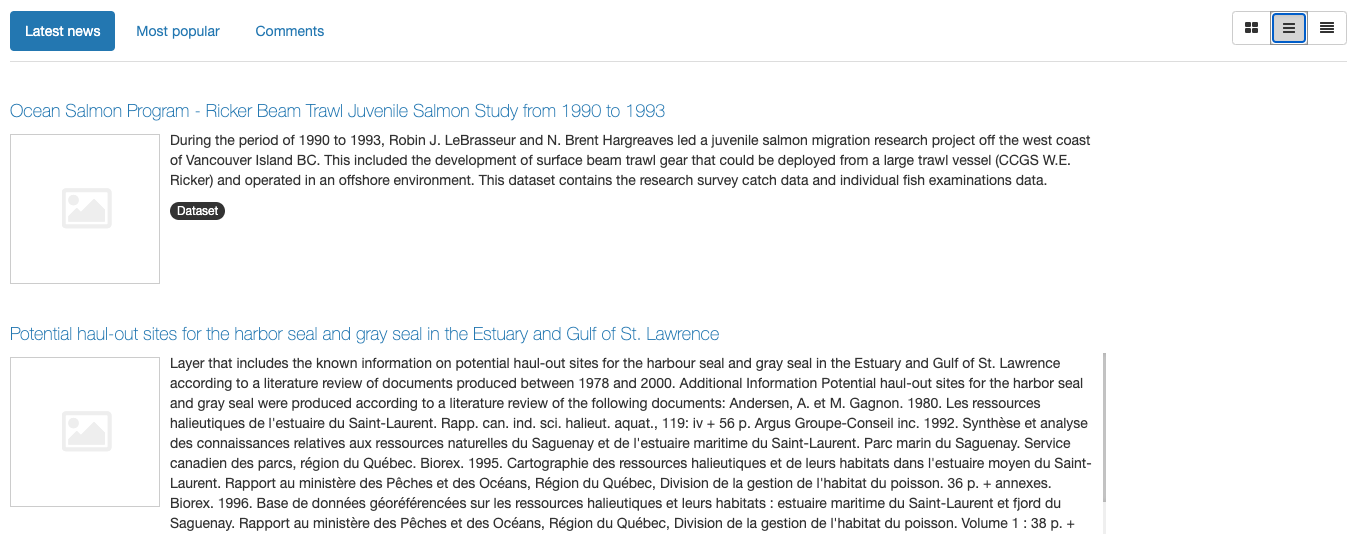 Latest news Most popular Comments
Ocean Salmon Program - Ricker Beam Trawl Juvenile Salmon Study from 1990 to 1993
During the period of 1990 to 1993, Robin J. LeBrasseur and N. Brent Hargreaves led a juvenile salmon migration research project off the west coast
of Vancouver Island BC. This included the development of surface beam trawl gear that could be deployed from a large trawl vessel (CCGS W.E.
Ricker) and operated in an offshore environment. This dataset contains the research survey catch data and individual fish examinations data.
Dataset
Potential haul-out sites for the harbor seal and gray seal in the Estuary and Gulf of St. Lawrence
Layer that includes the known information on potential haul-out sites for the harbour seal and gray seal in the Estuary and Gulf of St. Lawrence
according to a literature review of documents produced between 1978 and 2000. Additional Information Potential haul-out sites for the harbor seal
and gray seal were produced according to a literature review of the following documents: Andersen, A. et M. Gagnon. 1980. Les ressources
halieutiques de l'estuaire du Saint-Laurent. Rapp. can. ind. sci. halieut. aquat., 119: iv + 56 p. Argus Groupe-Conseil inc. 1992. Synthèse et analyse
des connaissances relatives aux ressources naturelles du Saguenay et de l'estuaire maritime du Saint-Laurent. Parc marin du Saguenay. Service
canadien des parcs, région du Québec. Biorex. 1995. Cartographie des ressources halieutiques et de leurs habitats dans l'estuaire moyen du Saint-
Laurent. Rapport au ministère des Pêches et des Océans, Région du Québec, Division de la gestion de l'habitat du poisson. 36 p. + annexes.
Biorex. 1996. Base de données géoréférencées sur les ressources halieutiques et leurs habitats : estuaire maritime du Saint-Laurent et fjord du
Saguenay. Rapport au ministère des Pêches et des Océans, Région du Québec, Division de la gestion de l'habitat du poisson. Volume 1 : 38 p. +